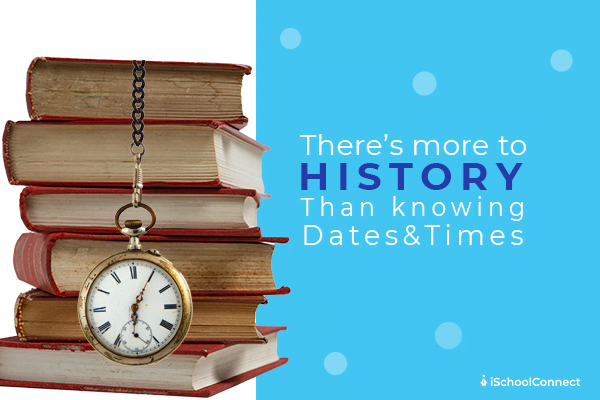 There's more to
HISTORY
Than knowing
Dates&Times
iSchoolConnect